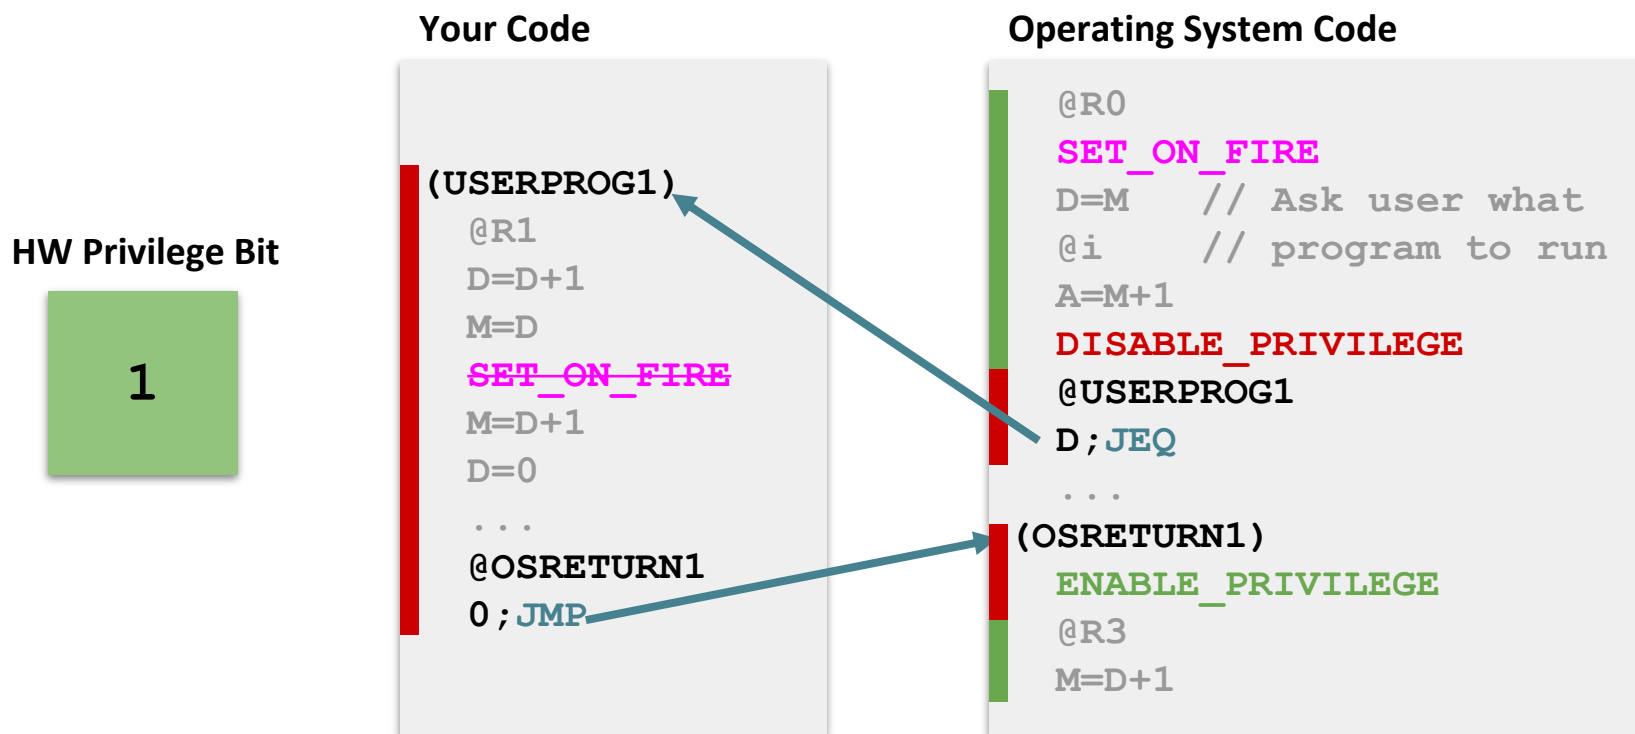 HW Privilege Bit
1
Your Code
(USERPROG1)
@R1
D=D+1
M=D
SET_ON_FIRE
M=D+1
D=0
...
@OSRETURN1
0;JMP
Operating System Code
@R0
SET_ON_FIRE
D=M // Ask user what
@i // program to run
A=M+1
DISABLE_PRIVILEGE
@USERPROG1
D;JEQ
...
(OSRETURN1)
ENABLE_PRIVILEGE
@R3
M=D+1